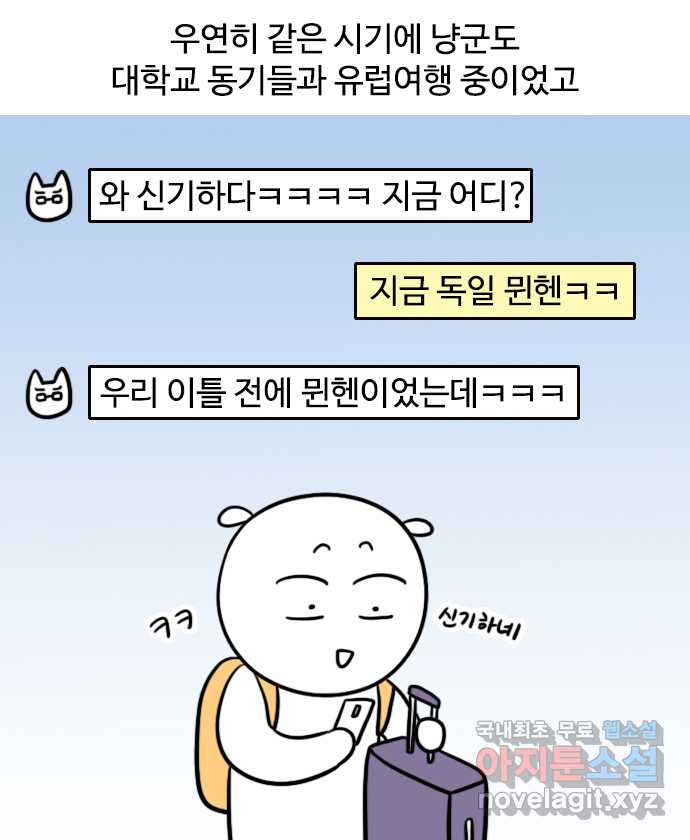 우연히 같은 시기에 냥군도
대학교 동기들과 유럽여행 중이었고
와 신기하다ㅋㅋㅋㅋ 지금 어디?
지금 독일 뮌헨ㅋㅋ
우리 이틀 전에 뮌헨이었는데ㅋㅋㅋ
ㅋㅋ
신기하네
국내최초 무료 웹소설
아지툰소설
novelagit.xyz